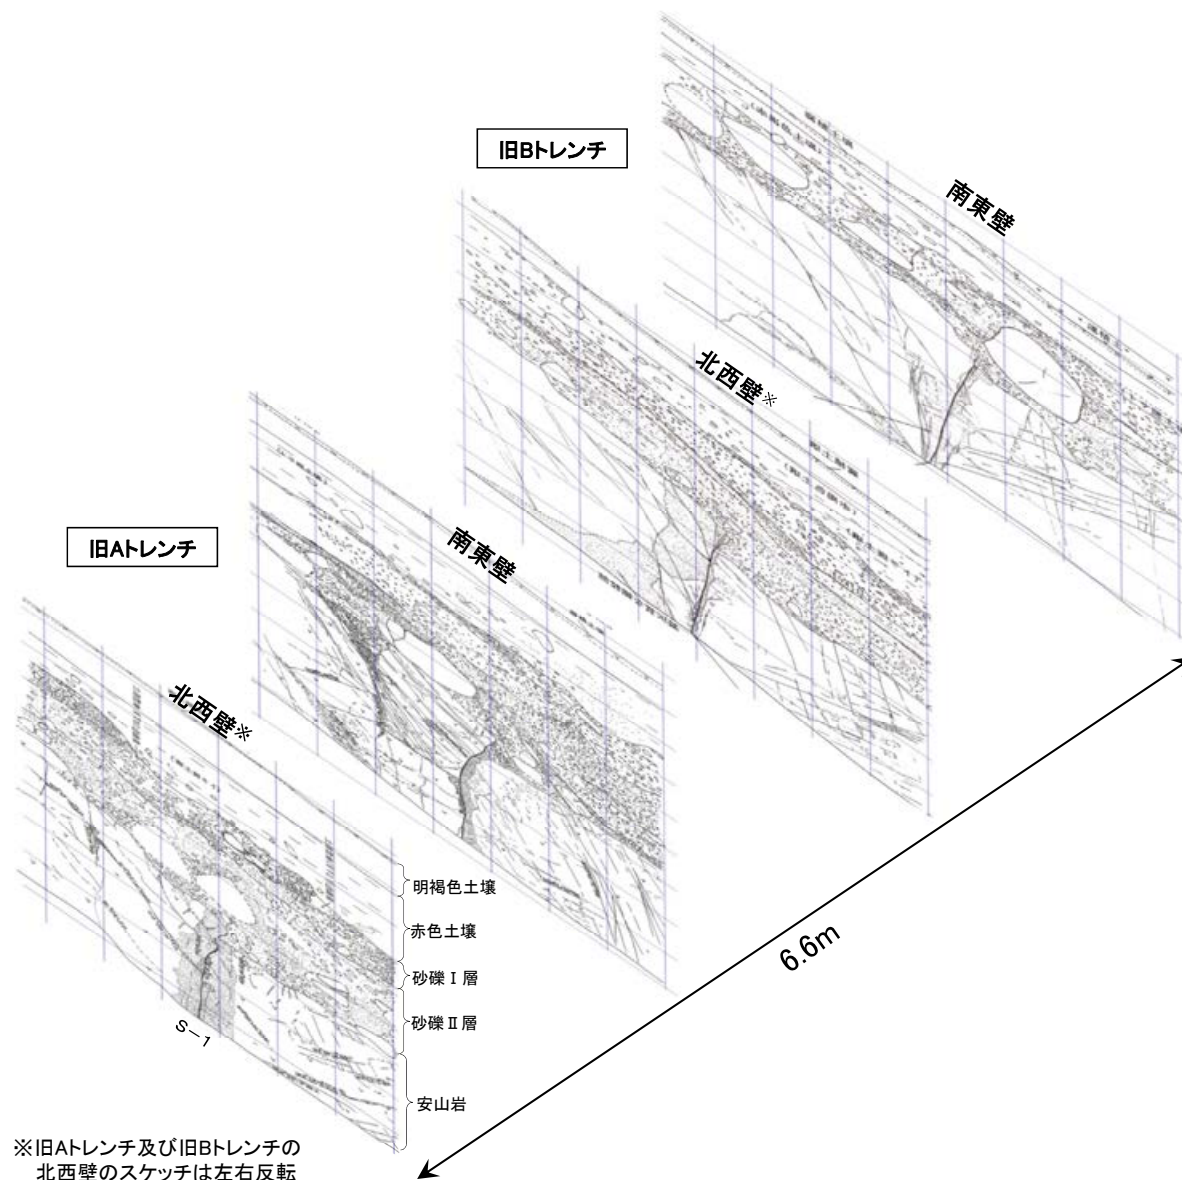 旧Bトレンチ
南東壁
北西壁※
旧Aトレンチ
南東壁
北西壁※
明褐色土壌
赤色土壌
砂礫Ⅰ層
砂礫Ⅱ層
安山岩
S-1
6.6m
※旧Aトレンチ及び旧Bトレンチの
北西壁のスケッチは左右反転